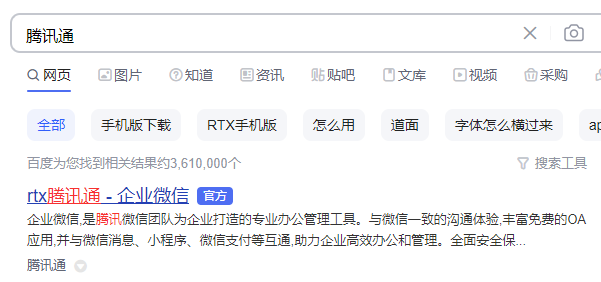 腾讯通
网页 图片 知道 资讯 贴吧 文库 视频 采购
全部 手机版下载 RTX手机版 怎么用 道面 字体怎么横过来 ap
百度为您找到相关结果约3,610,000个 搜索工具
rtx腾讯通 - 企业微信 官方
企业微信,是腾讯微信团队为企业打造的专业办公管理工具。与微信一致的沟通体验,丰富免费的OA
应用,并与微信消息、小程序、微信支付等互通,助力企业高效办公和管理。全面安全保...
腾讯通